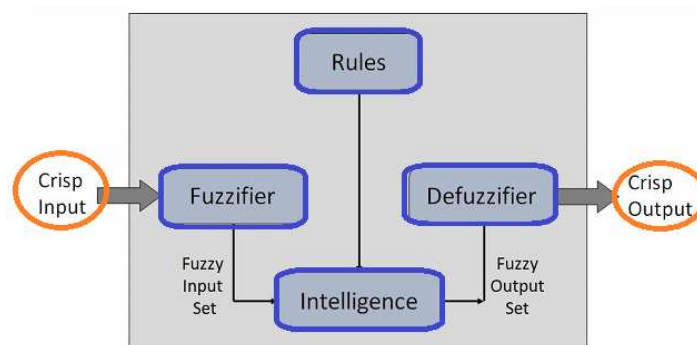 Rules
Crisp
Input
Fuzzifier
Defuzzifier
Crisp
Output
Fuzzy
Input
Set
Intelligence
Fuzzy
Output
Set